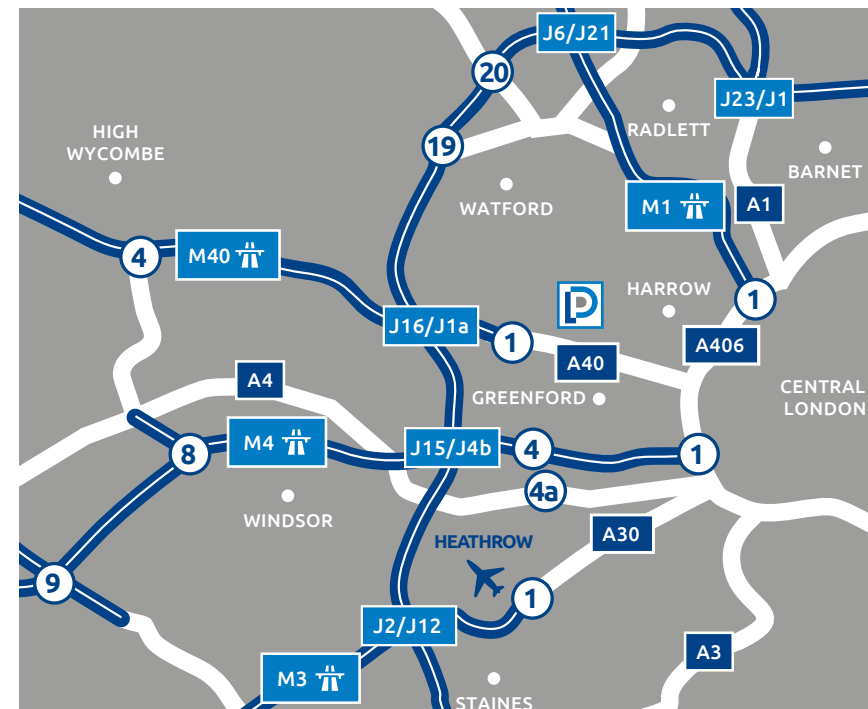 J6/J21
20
J23/J1
RADLETT
HIGH
WYCOMBE
19
BARNET
WATFORD
M1
A1
4
M40
HARROW
1
P
J16/J1a
1
A406
A40
A4
GREENFORD
CENTRAL
LONDON
8
M4
J15/J4b
4
1
4a
WINDSOR
A30
HEATHROW
9
1
J2/J12
A3
M3
STAINES